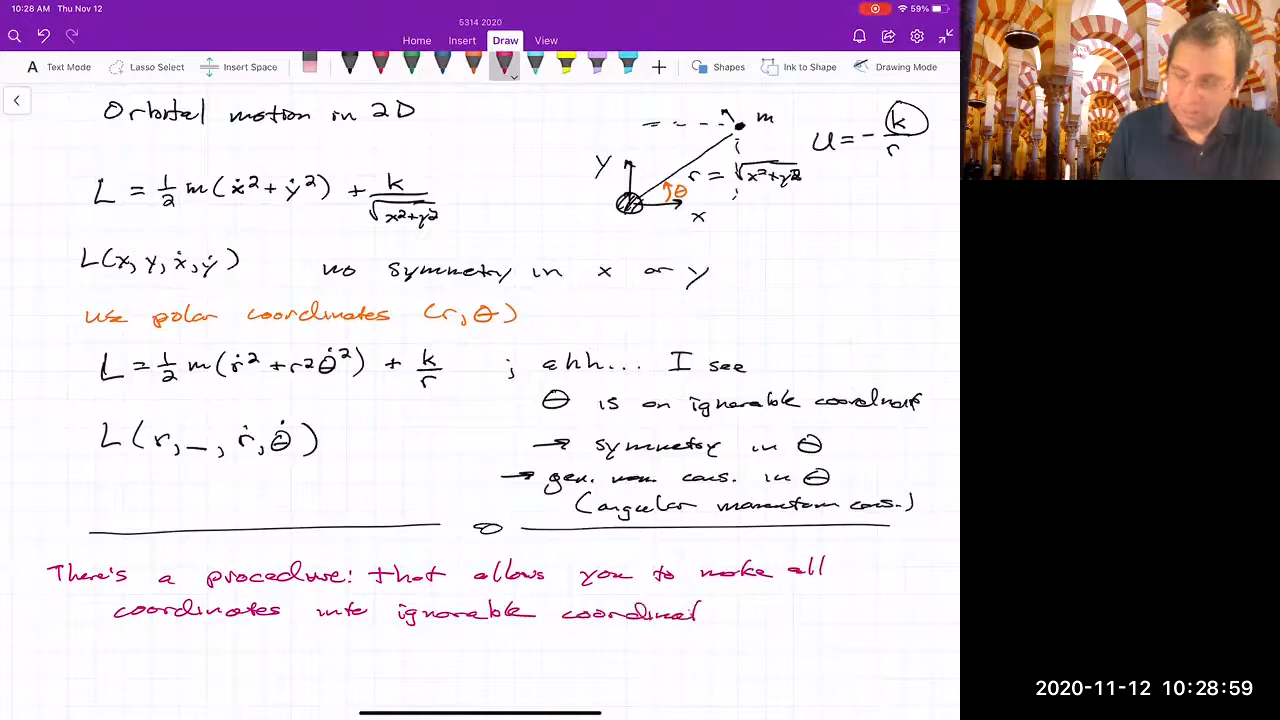 10:28 AM Thu Nov 12
59%
5314 2020
Home Insert Draw View
Text Mode Lasso Select Insert Space Shapes Ink to Shape Drawing Mode
Orbital motion in 2D
m
U = - k/r
y
r = √(x²+y²)
θ
x
L = 1/2 m(ẋ² + ẏ²) + k/√(x²+y²)
L(x, y, ẋ, ẏ) no symmetry in x or y
use polar coordinates (r, θ)
L = 1/2 m(ṙ² + r²θ̇²) + k/r ; ahh... I see
θ is an ignorable coordinate
L(r, _, ṙ, θ̇) → symmetry in θ
→ gen. mom. cons. in θ
(angular momentum cons.)
There's a procedure: that allows you to make all
coordinates into ignorable coordinat
2020-11-12 10:28:59